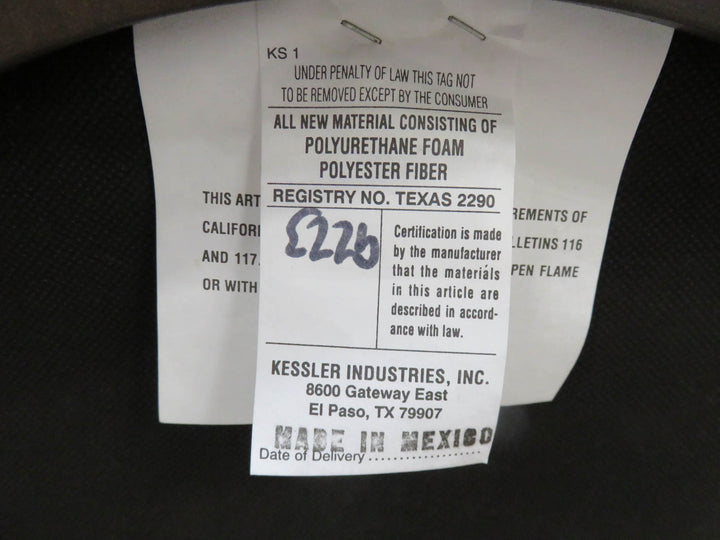 KS 1
UNDER PENALTY OF LAW THIS TAG NOT
TO BE REMOVED EXCEPT BY THE CONSUMER
ALL NEW MATERIAL CONSISTING OF
POLYURETHANE FOAM
POLYESTER FIBER
REGISTRY NO. TEXAS 2290
Certification is made
by the manufacturer
that the materials
in this article are
described in accord-
ance with law.
KESSLER INDUSTRIES, INC.
8600 Gateway East
El Paso, TX 79907
MADE IN MEXICO
Date of Delivery
THIS
AND 117
OR WITH
REMENTS OF
LLETINS 116
PEN FLAME